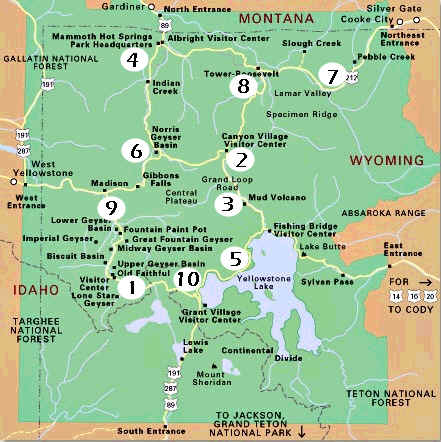 Gardiner
North Entrance
MONTANA
Silver Gate
Cooke City
89
Mammoth Hot Springs
Park Headquarters
Albright Visitor Center
Northeast
Entrance
Slough Creek
Pebble Creek
GALLATIN NATIONAL
FOREST
4
7
212
Tower-Roosevelt
191
Indian
Creek
8
Lamar Valley
Specimen Ridge
191
287
Norris
Geyser
Basin
Canyon Village
Visitor Center
6
2
WYOMING
West
Yellowstone
Madison
Gibbons
Falls
Grand Loop
Road
Central
Plateau
West
Entrance
3
Mud Volcano
9
ABSAROKA RANGE
Lower Geyser
Basin
Fountain Paint Pot
Great Fountain Geyser
Imperial Geyser
Midway Geyser Basin
Fishing Bridge
Visitor Center
Lake Butte
East
Entrance
Biscuit Basin
Upper Geyser Basin
Old Faithful
5
Visitor
Center
10
Yellowstone
Lake
Sylvan Pass
FOR →
14 16 20
TO CODY
IDAHO
1
Lone Star
Geyser
Grant Village
Visitor Center
TARGHEE
NATIONAL
FOREST
Lewis
Lake
Continental
Divide
191
287
89
Mount
Sheridan
TETON NATIONAL
FOREST
TO JACKSON,
GRAND TETON
NATIONAL PARK ↓
South Entrance